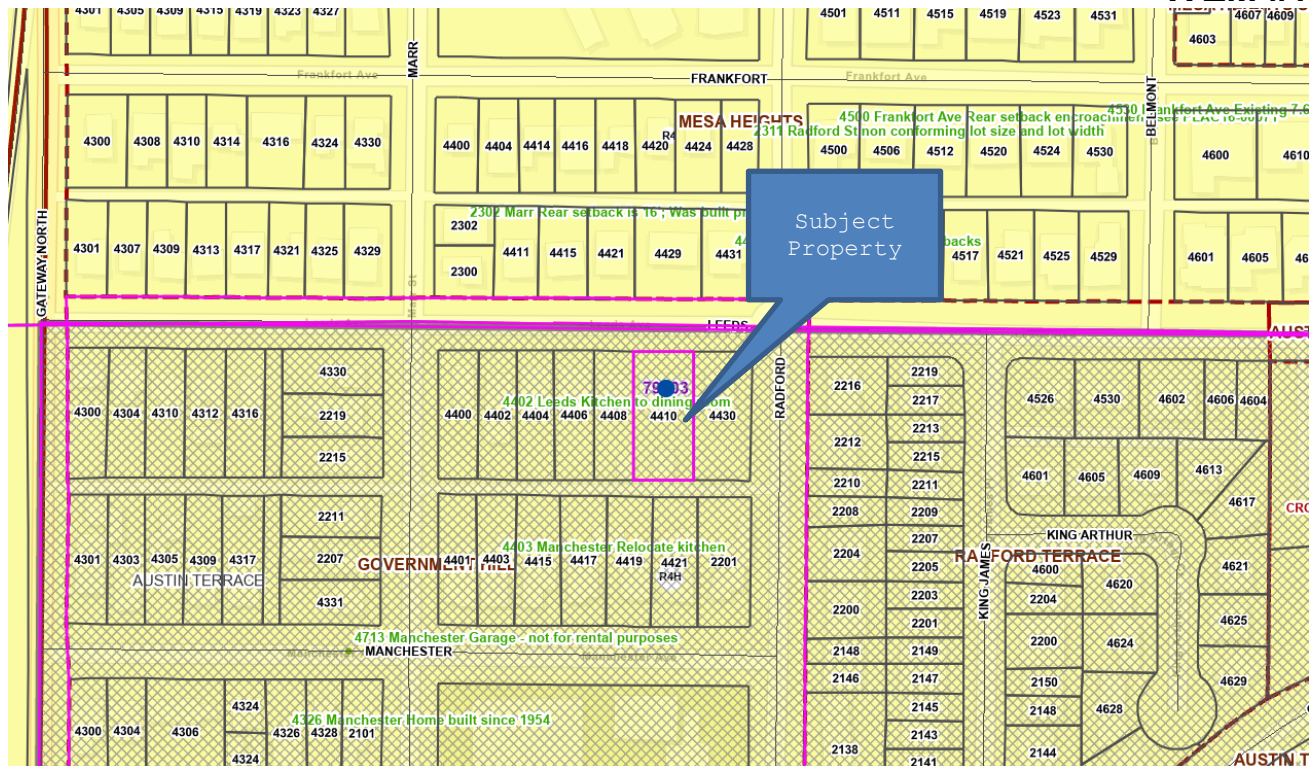 4301 4305 4309 4315 4319 4323 4327
4501 4511 4515 4519 4523 4531
4603 4607 4609
MARR
Frankfort Ave
FRANKFORT
Frankfort Ave
BELMONT
MESA HEIGHTS
R4
4500 Frankfort Ave Rear setback
4530
Ave Existing
2311 Radford St non conforming lot size and lot width
4300 4308 4310 4314 4316 4324 4330
4400 4404 4414 4416 4418 4420 4424 4428
4500 4506 4512 4520 4524 4530
4600 4610
GATEWAY NORTH
2302 Marr Rear setback is 16'; Was built
Subject
Property
2302
2300
4301 4307 4309 4313 4317 4321 4325 4329
4411 4415 4421 4429 4431
4517 4521 4525 4529
4601 4605
Marr St
LEEDS
RADFORD
79903
4402 Leeds Kitchen to dining room
4300 4304 4310 4312 4316
4330
2219
2215
4400 4402 4404 4406 4408 4410 4430
2216
2212
2210
2208
2204
2200
2148
2146
2138
2219
2217
2213
2215
2211
2209
2207
2205
2203
2201
2149
2147
2145
2143
2141
4526 4530 4602 4606 4604
4601 4605 4609 4613
4617
KING ARTHUR
KING JAMES
RADFORD TERRACE
4600
2204
2200
2150
2148
2144
4620
4624
4628
4621
4625
4629
4403 Manchester Relocate kitchen
4301 4303 4305 4309 4317
2211
2207
4331
4401 4403 4415 4417 4419 4421 2201
R4H
GOVERNMENT HILL
AUSTIN TERRACE
4713 Manchester Garage - not for rental purposes
MANCHESTER
Manchester Ave
4326 Manchester Home built since 1954
4300 4304 4306
4324
4324
4326 4328 2101
AUSTIN